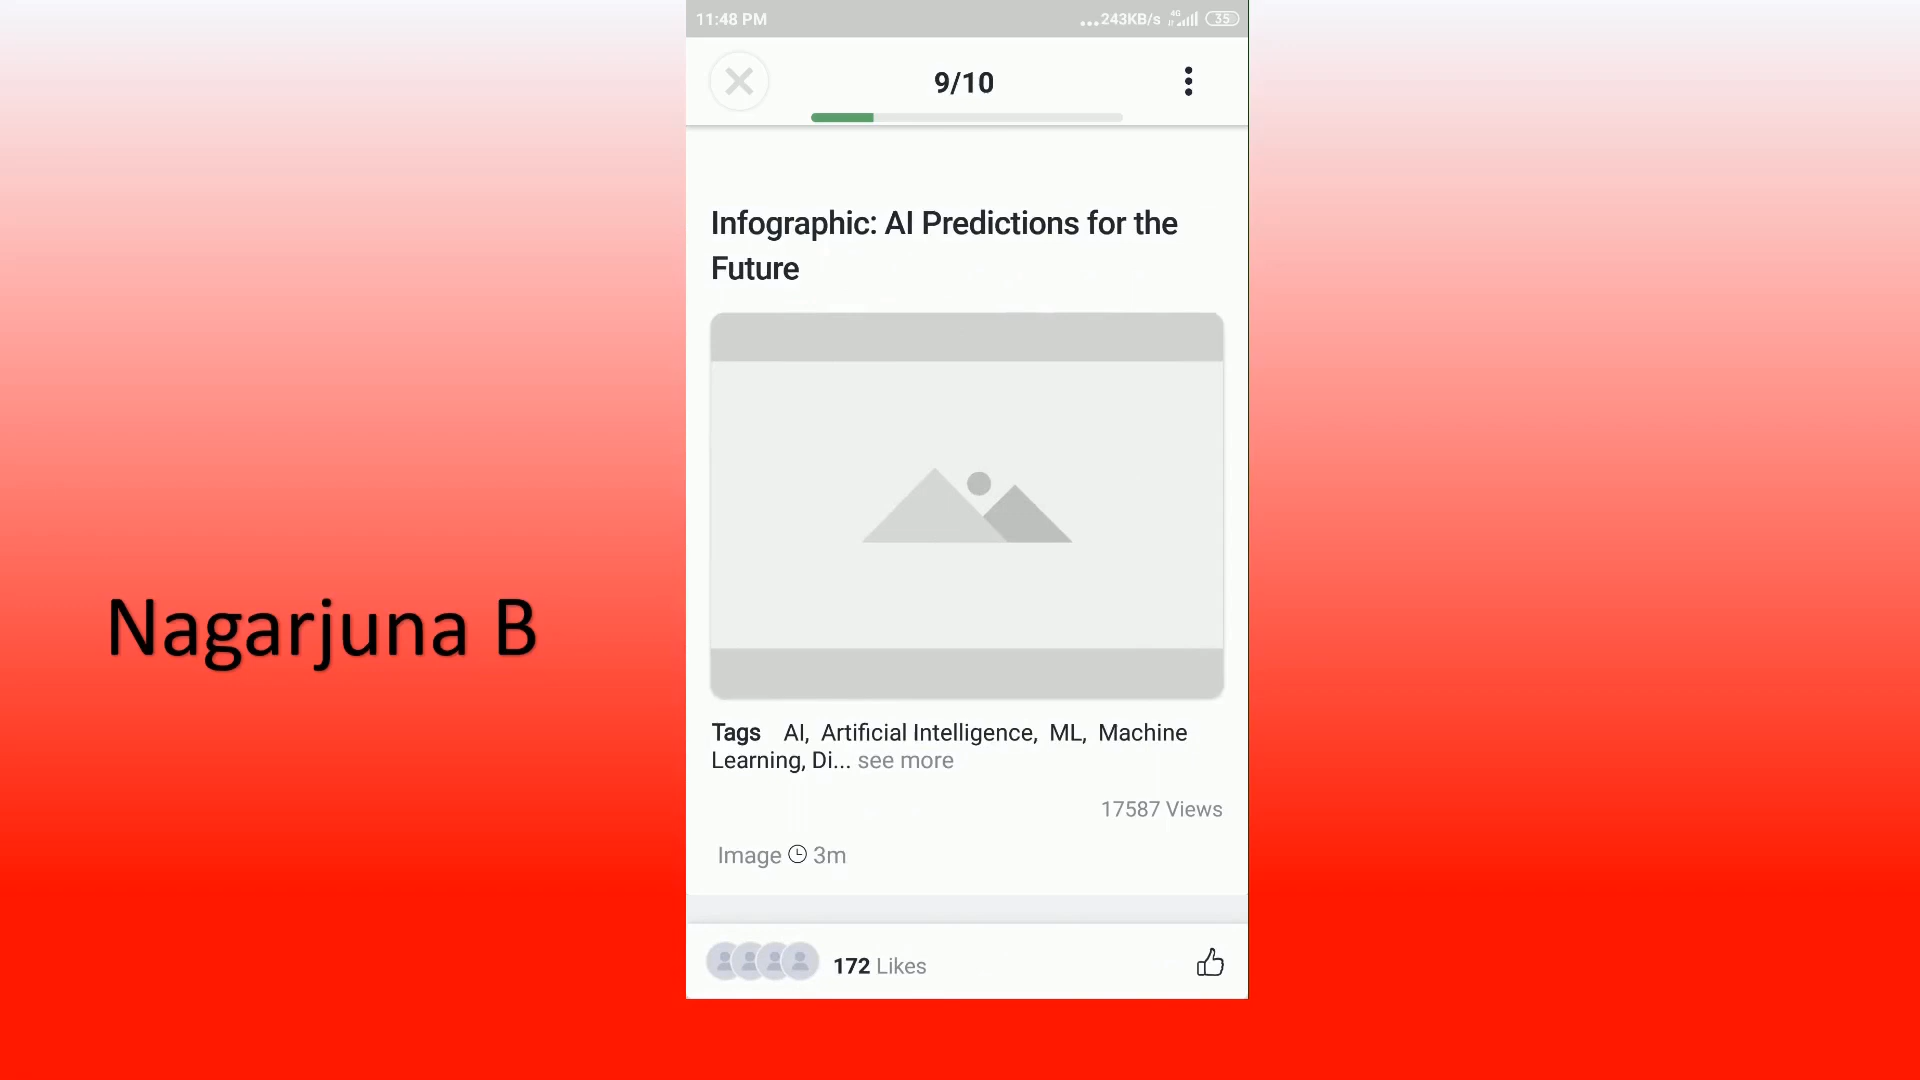 11:48 PM
...243KB/s 4G 35
9/10
Infographic: AI Predictions for the
Future
Nagarjuna B
Tags AI, Artificial Intelligence, ML, Machine
Learning, Di... see more
17587 Views
Image 3m
172 Likes